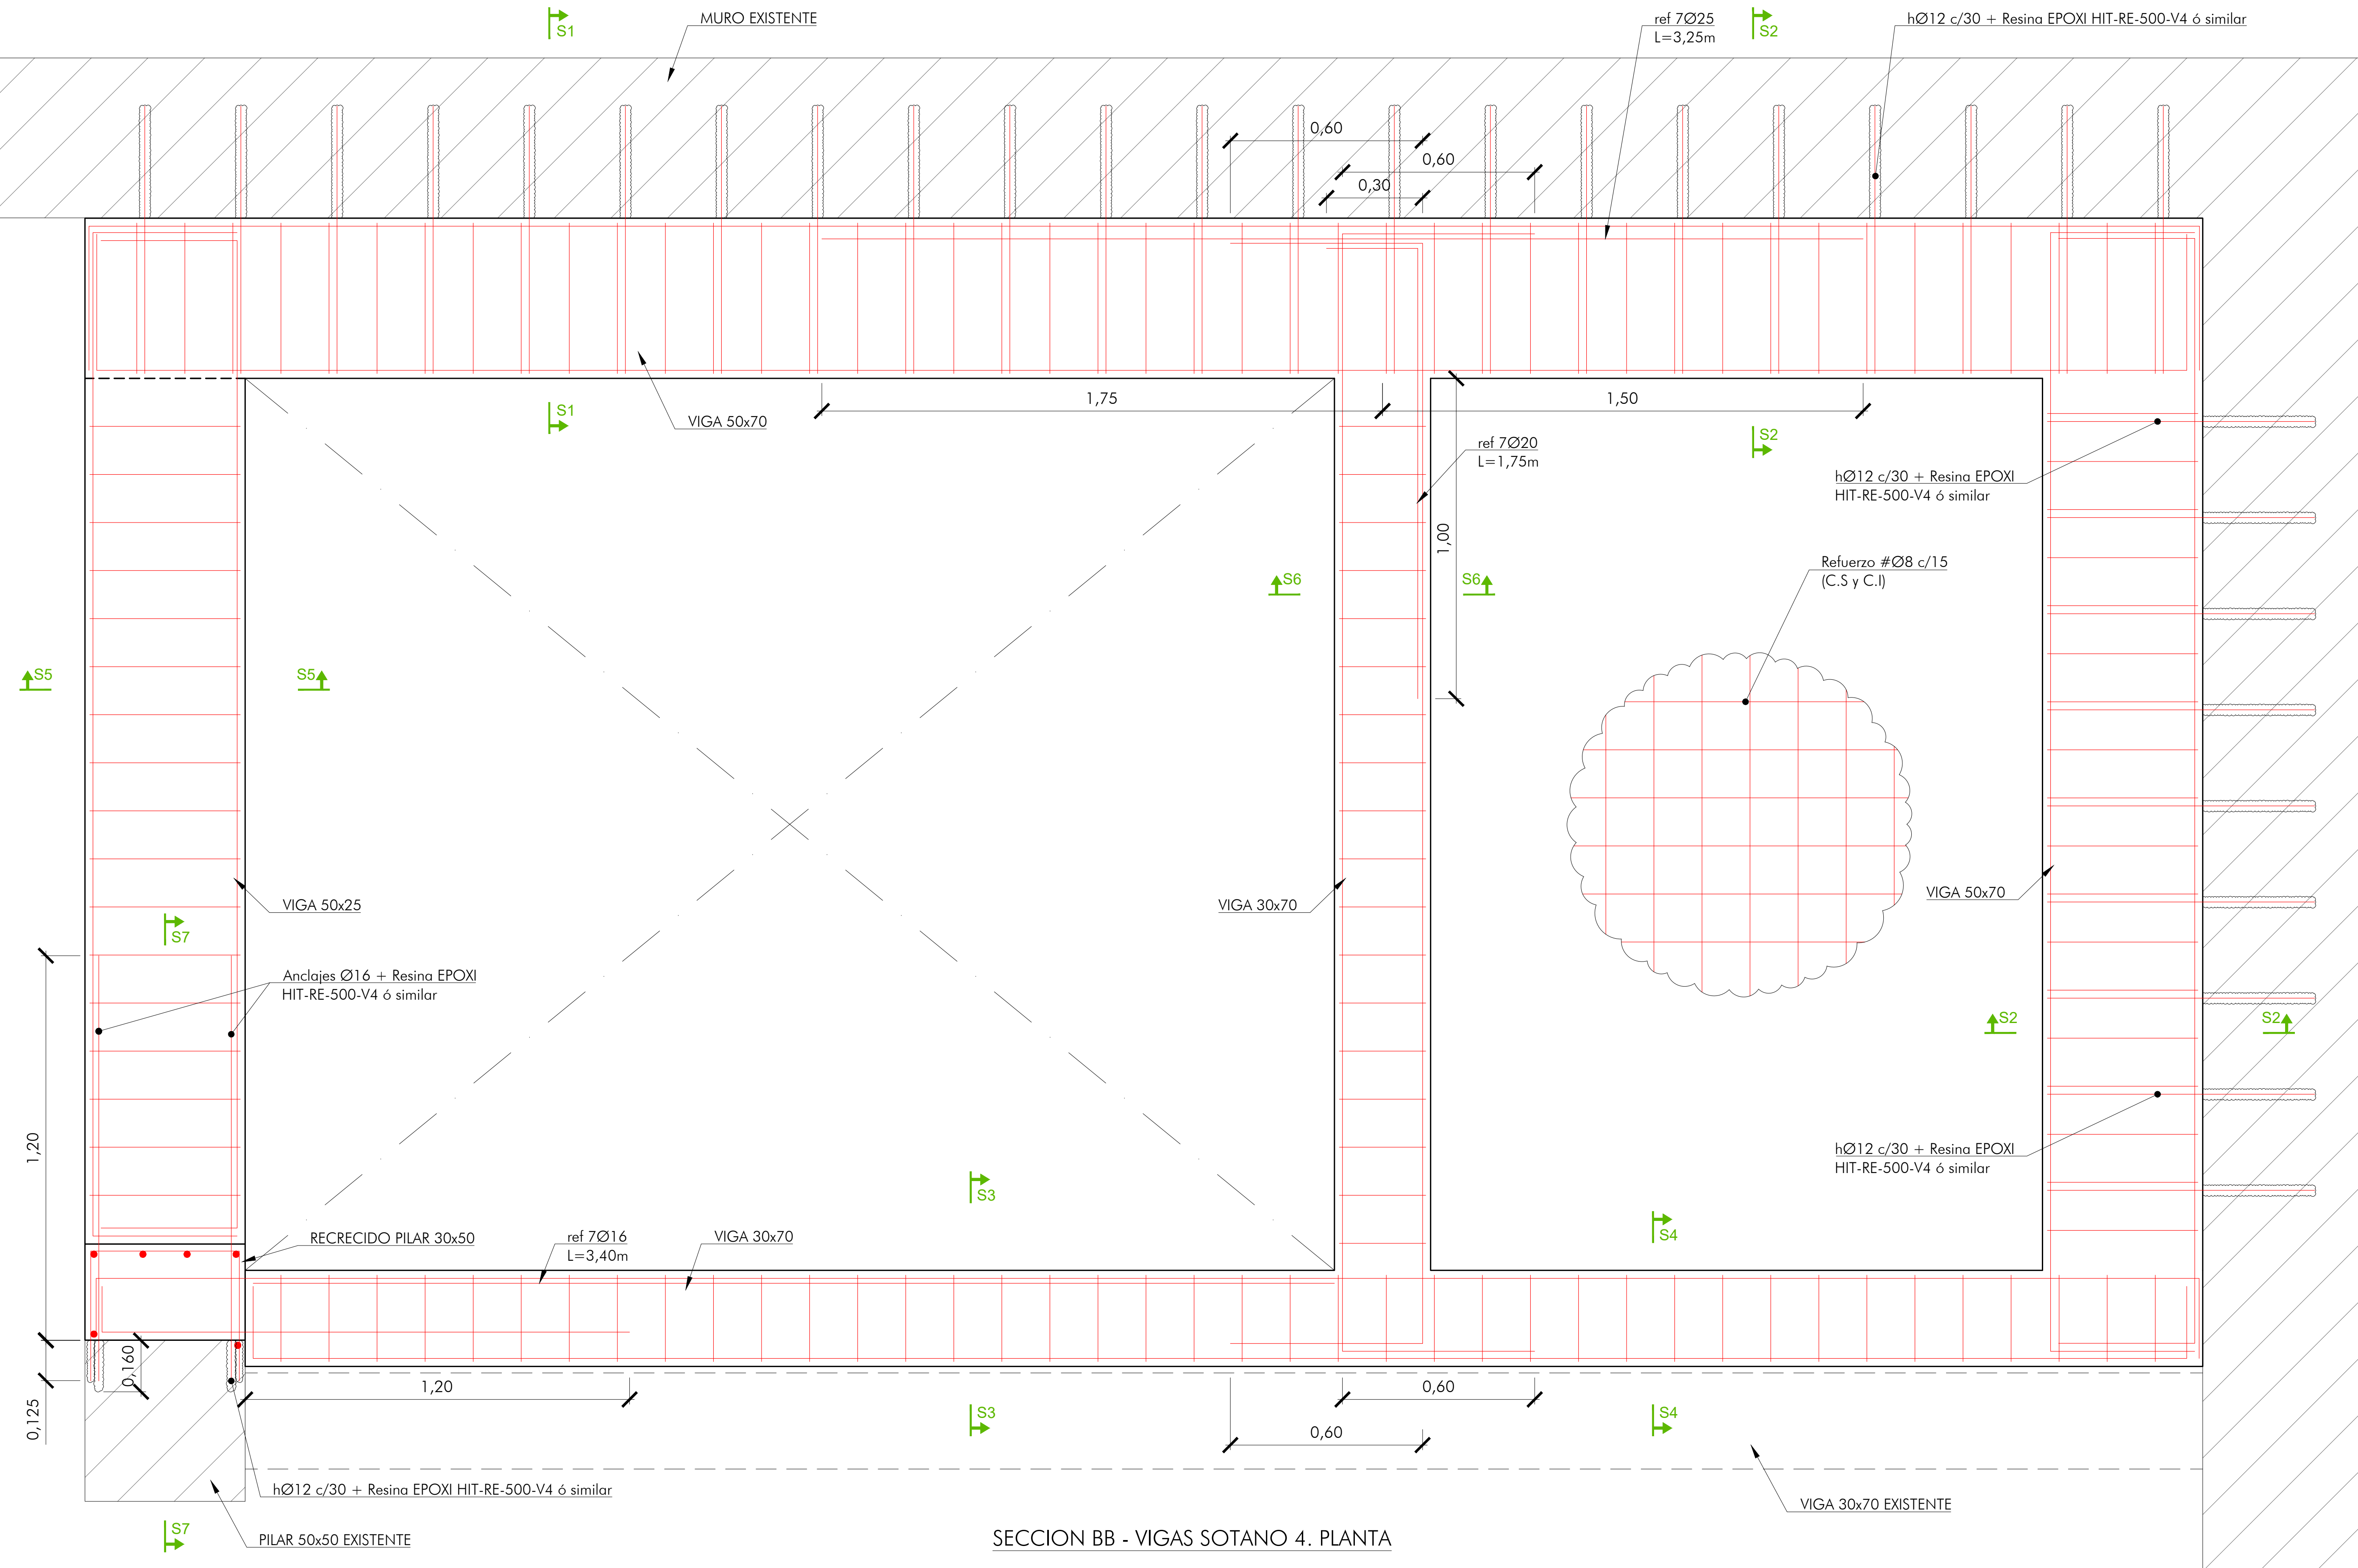 S1
MURO EXISTENTE
ref 7Ø25
L=3,25m
S2
hØ12 c/30 + Resina EPOXI HIT-RE-500-V4 ó similar
0,60
0,60
0,30
1,75
1,50
S1
VIGA 50x70
S2
ref 7Ø20
L=1,75m
hØ12 c/30 + Resina EPOXI
HIT-RE-500-V4 ó similar
1,00
Refuerzo #Ø8 c/15
(C.S y C.I)
S6
S6
S5
S5
VIGA 50x25
VIGA 30x70
VIGA 50x70
S7
Anclajes Ø16 + Resina EPOXI
HIT-RE-500-V4 ó similar
S2
S2
1,20
hØ12 c/30 + Resina EPOXI
HIT-RE-500-V4 ó similar
S3
S4
RECRECIDO PILAR 30x50
ref 7Ø16
L=3,40m
VIGA 30x70
0,160
0,125
1,20
0,60
S3
S4
0,60
hØ12 c/30 + Resina EPOXI HIT-RE-500-V4 ó similar
VIGA 30x70 EXISTENTE
S7
PILAR 50x50 EXISTENTE
SECCION BB - VIGAS SOTANO 4. PLANTA